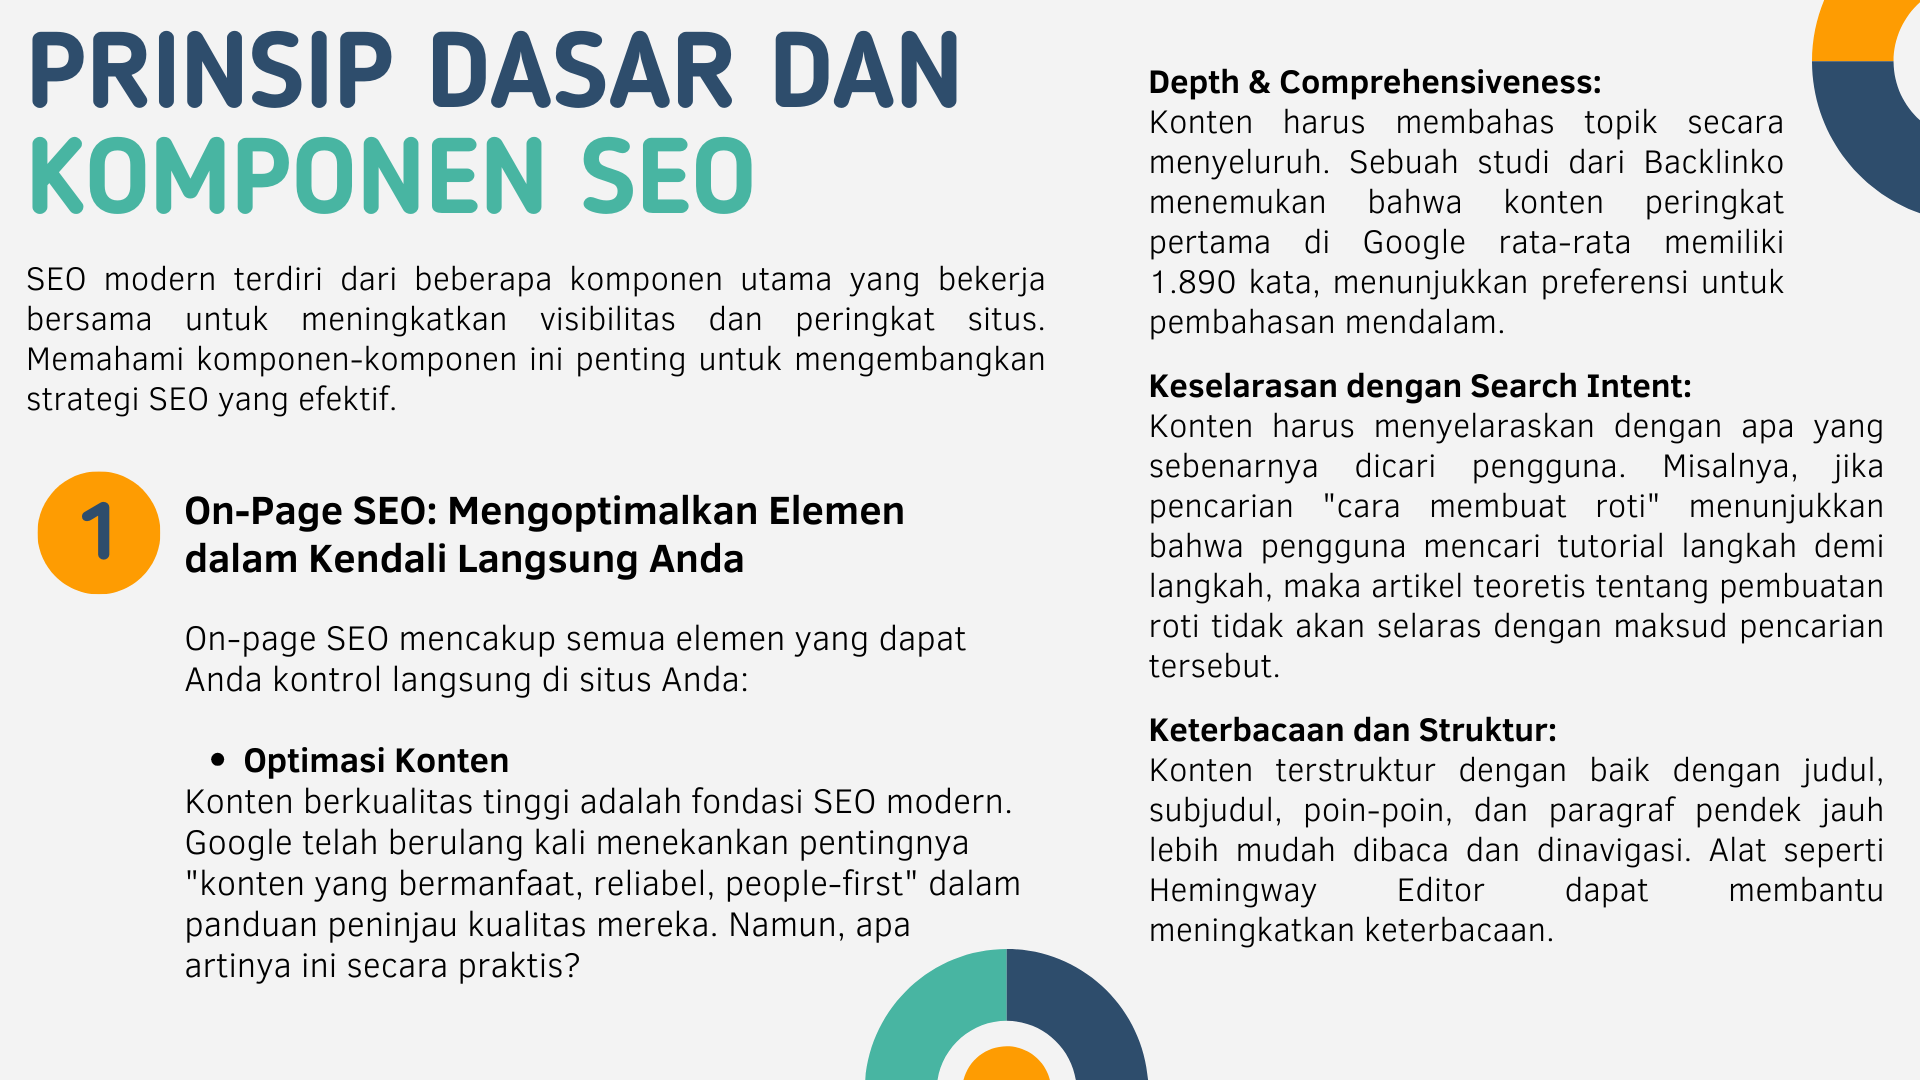 PRINSIP DASAR DAN
KOMPONEN SEO
SEO modern terdiri dari beberapa komponen utama yang bekerja
bersama untuk meningkatkan visibilitas dan peringkat situs.
Memahami komponen-komponen ini penting untuk mengembangkan
strategi SEO yang efektif.
1
On-Page SEO: Mengoptimalkan Elemen
dalam Kendali Langsung Anda
On-page SEO mencakup semua elemen yang dapat
Anda kontrol langsung di situs Anda:
• Optimasi Konten
Konten berkualitas tinggi adalah fondasi SEO modern.
Google telah berulang kali menekankan pentingnya
"konten yang bermanfaat, reliabel, people-first" dalam
panduan peninjau kualitas mereka. Namun, apa
artinya ini secara praktis?
Depth & Comprehensiveness:
Konten harus membahas topik secara
menyeluruh. Sebuah studi dari Backlinko
menemukan bahwa konten peringkat
pertama di Google rata-rata memiliki
1.890 kata, menunjukkan preferensi untuk
pembahasan mendalam.
Keselarasan dengan Search Intent:
Konten harus menyelaraskan dengan apa yang
sebenarnya dicari pengguna. Misalnya, jika
pencarian "cara membuat roti" menunjukkan
bahwa pengguna mencari tutorial langkah demi
langkah, maka artikel teoretis tentang pembuatan
roti tidak akan selaras dengan maksud pencarian
tersebut.
Keterbacaan dan Struktur:
Konten terstruktur dengan baik dengan judul,
subjudul, poin-poin, dan paragraf pendek jauh
lebih mudah dibaca dan dinavigasi. Alat seperti
Hemingway Editor dapat membantu
meningkatkan keterbacaan.